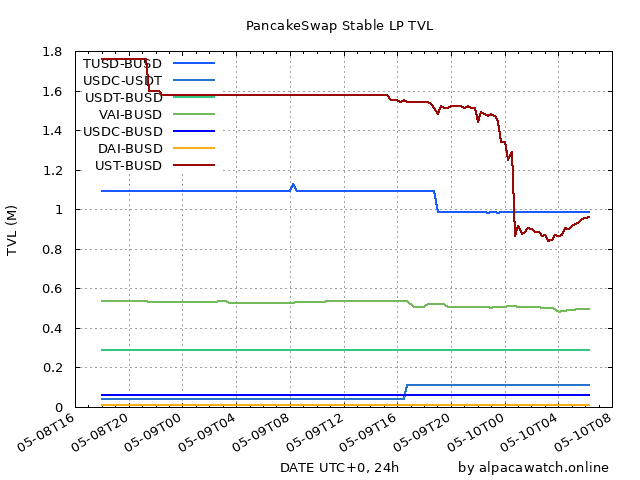 PancakeSwap Stable LP TVL
1.8
1.6
1.4
1.2
1
0.8
0.6
0.4
0.2
0
TVL (M)
TUSD-BUSD
USDC-USDT
USDT-BUSD
VAI-BUSD
USDC-BUSD
DAI-BUSD
UST-BUSD
05-08T16
05-08T20
05-09T00
05-09T04
05-09T08
05-09T12
05-09T16
05-09T20
05-10T00
05-10T04
05-10T08
DATE UTC+0, 24h
by alpacawatch.online